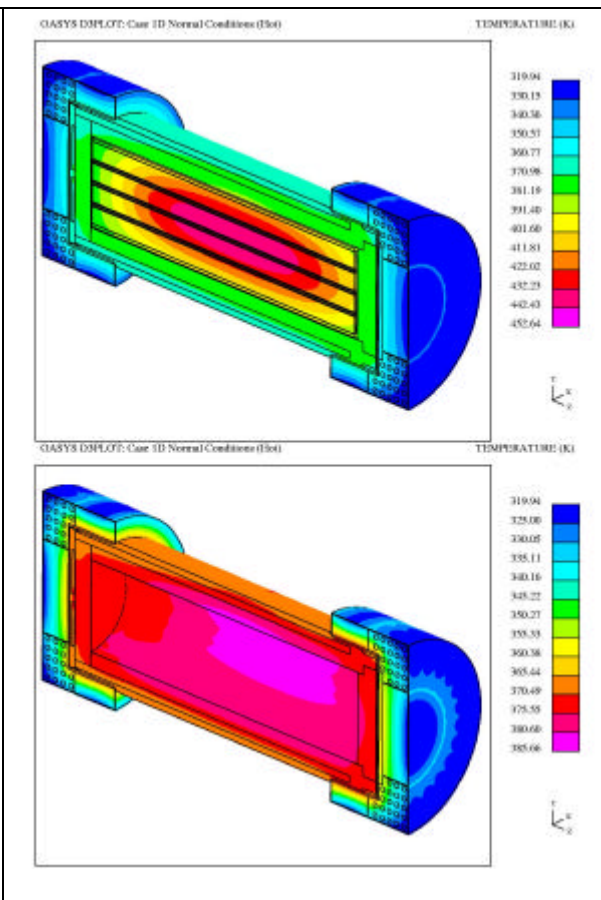 OASYS D3PLOT: Case 1D Normal Conditions (Hot)
TEMPERATURE (K)
319.94
330.15
340.36
350.57
360.77
370.98
381.19
391.40
401.60
411.81
422.02
432.23
442.43
452.64
Y
X
Z
OASYS D3PLOT: Case 1D Normal Conditions (Hot)
TEMPERATURE (K)
319.94
325.00
330.05
335.11
340.16
345.22
350.27
355.33
360.38
365.44
370.49
375.55
380.60
385.66
Y
X
Z